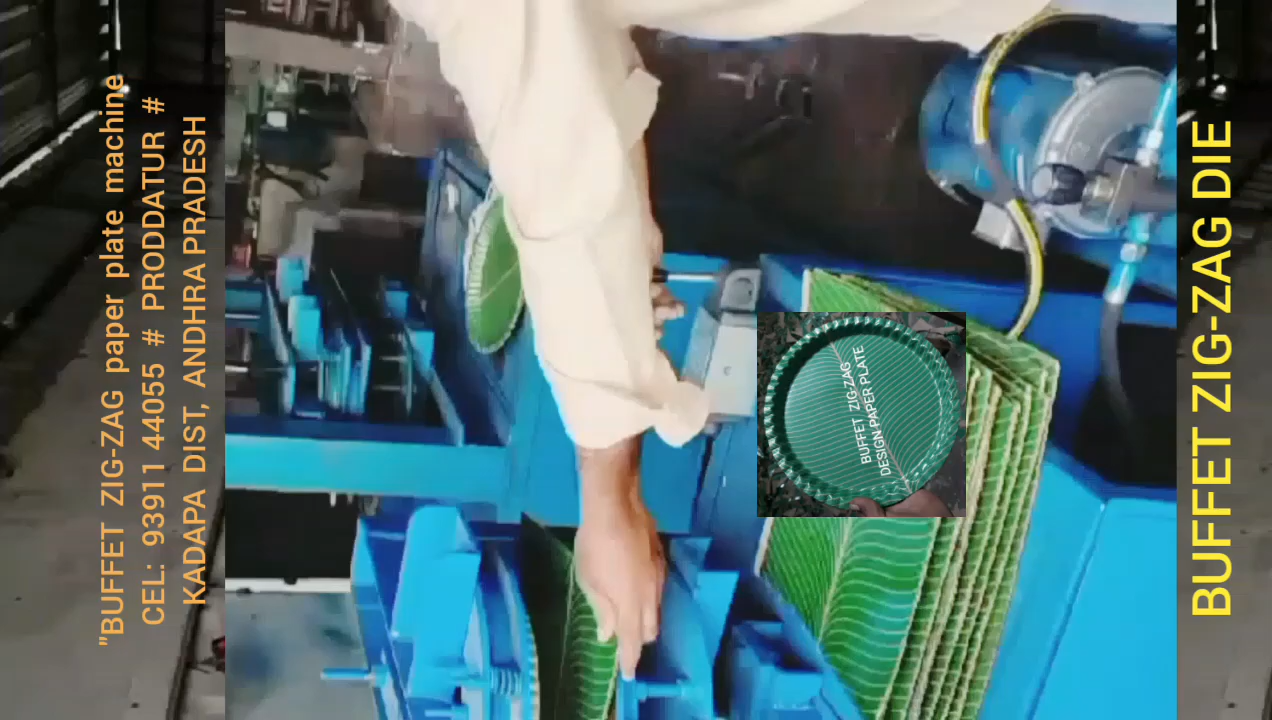 "BUFFET ZIG-ZAG paper plate machine
CEL: 93911 44055 # PRODDATUR #
KADAPA DIST, ANDHRA PRADESH
BUFFET ZIG-ZAG
DESIGN PAPER PLATE
BUFFET ZIG-ZAG DIE